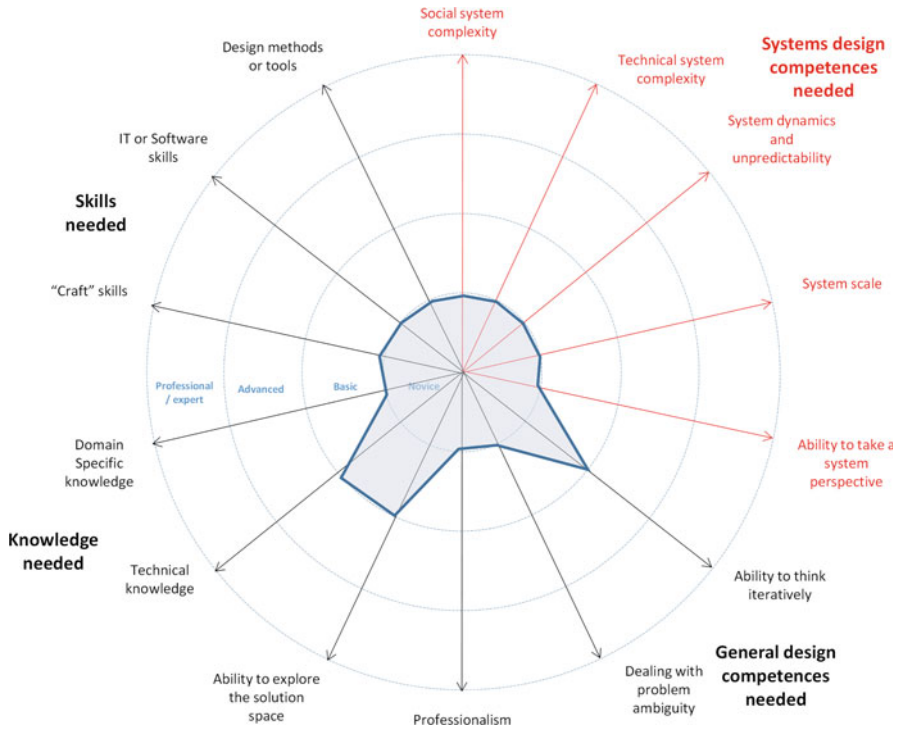 Social system
complexity
Design methods
or tools
Technical system
complexity
Systems design
competences
needed
IT or Software
skills
System dynamics
and
unpredictability
Skills
needed
“Craft” skills
System scale
Professional
/ expert
Advanced
Basic
Novice
Domain
Specific
knowledge
Ability to take a
system
perspective
Knowledge
needed
Technical
knowledge
Ability to think
iteratively
General design
competences
needed
Ability to explore
the solution
space
Dealing with
problem
ambiguity
Professionalism